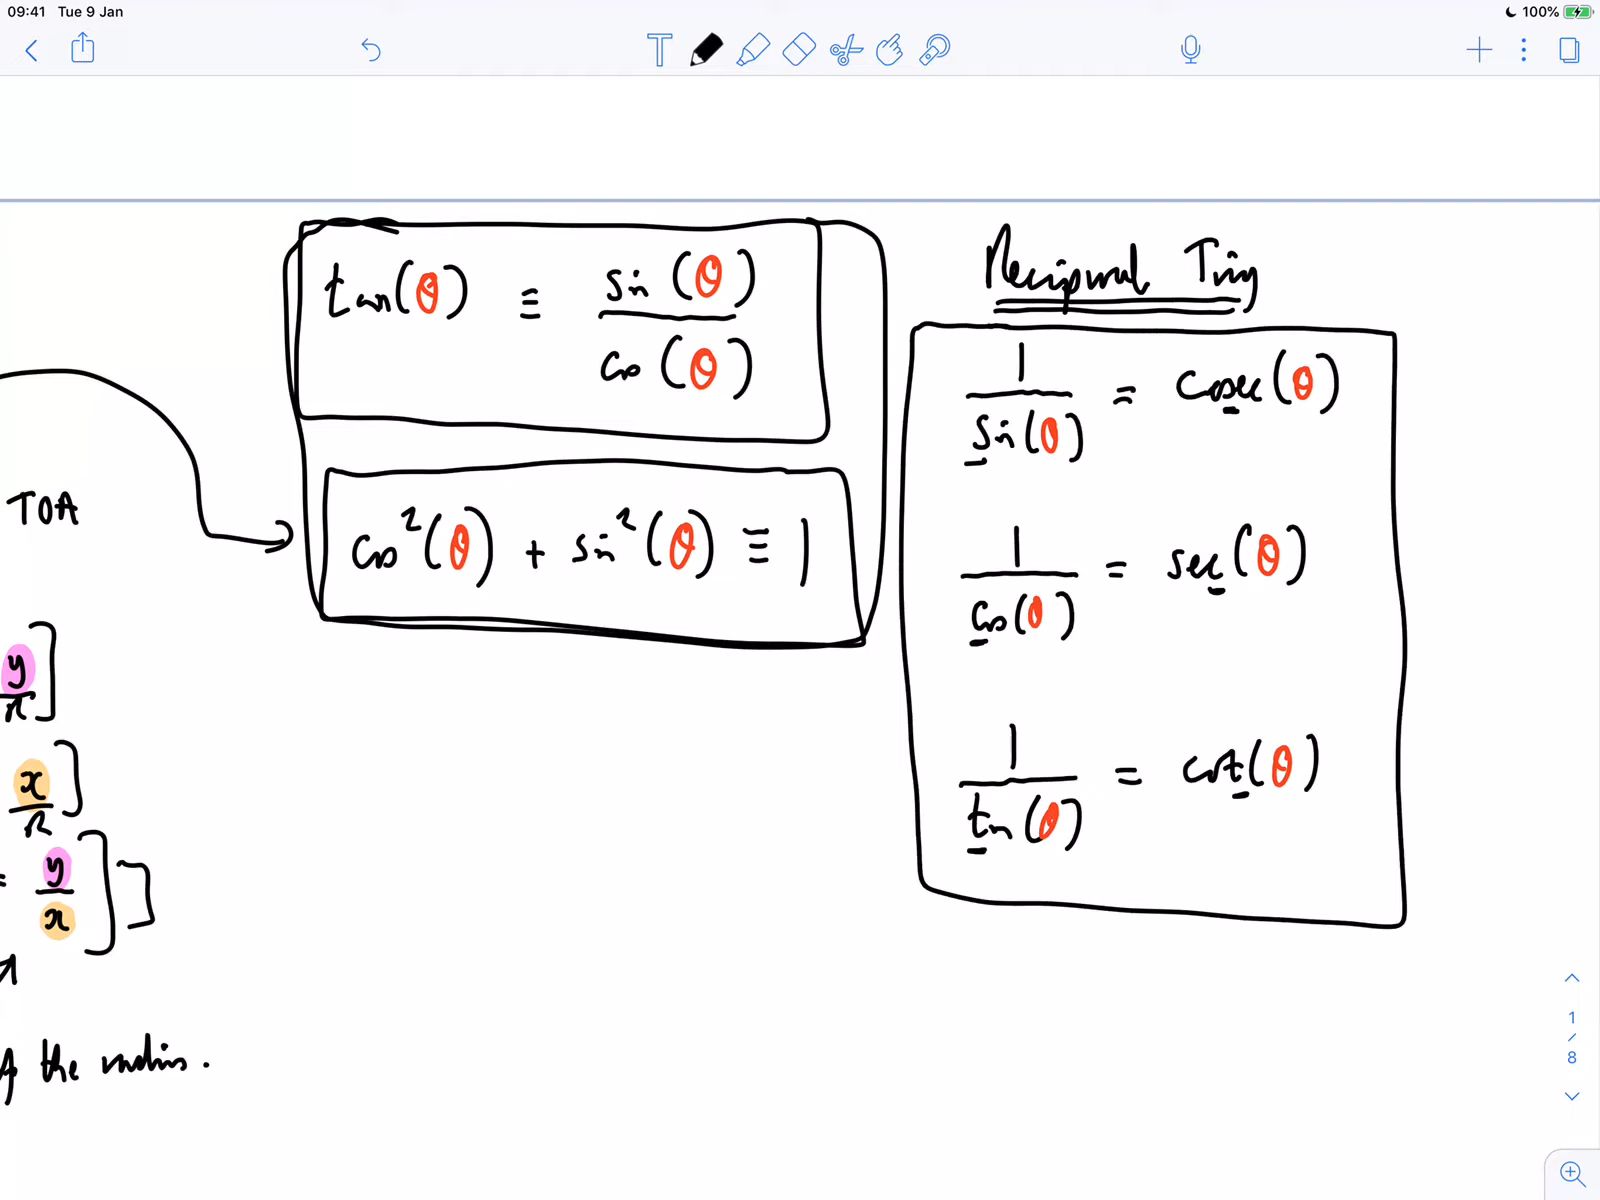 09:41 Tue 9 Jan
100%
T
tan(θ) ≡ sin(θ) / cos(θ)
cos²(θ) + sin²(θ) ≡ 1
TOA
y / r ]
x / r ]
= y / x ] ]
the radius.
Reciprocal Trig
1 / sin(θ) = cosec(θ)
1 / cos(θ) = sec(θ)
1 / tan(θ) = cot(θ)
1 / 8